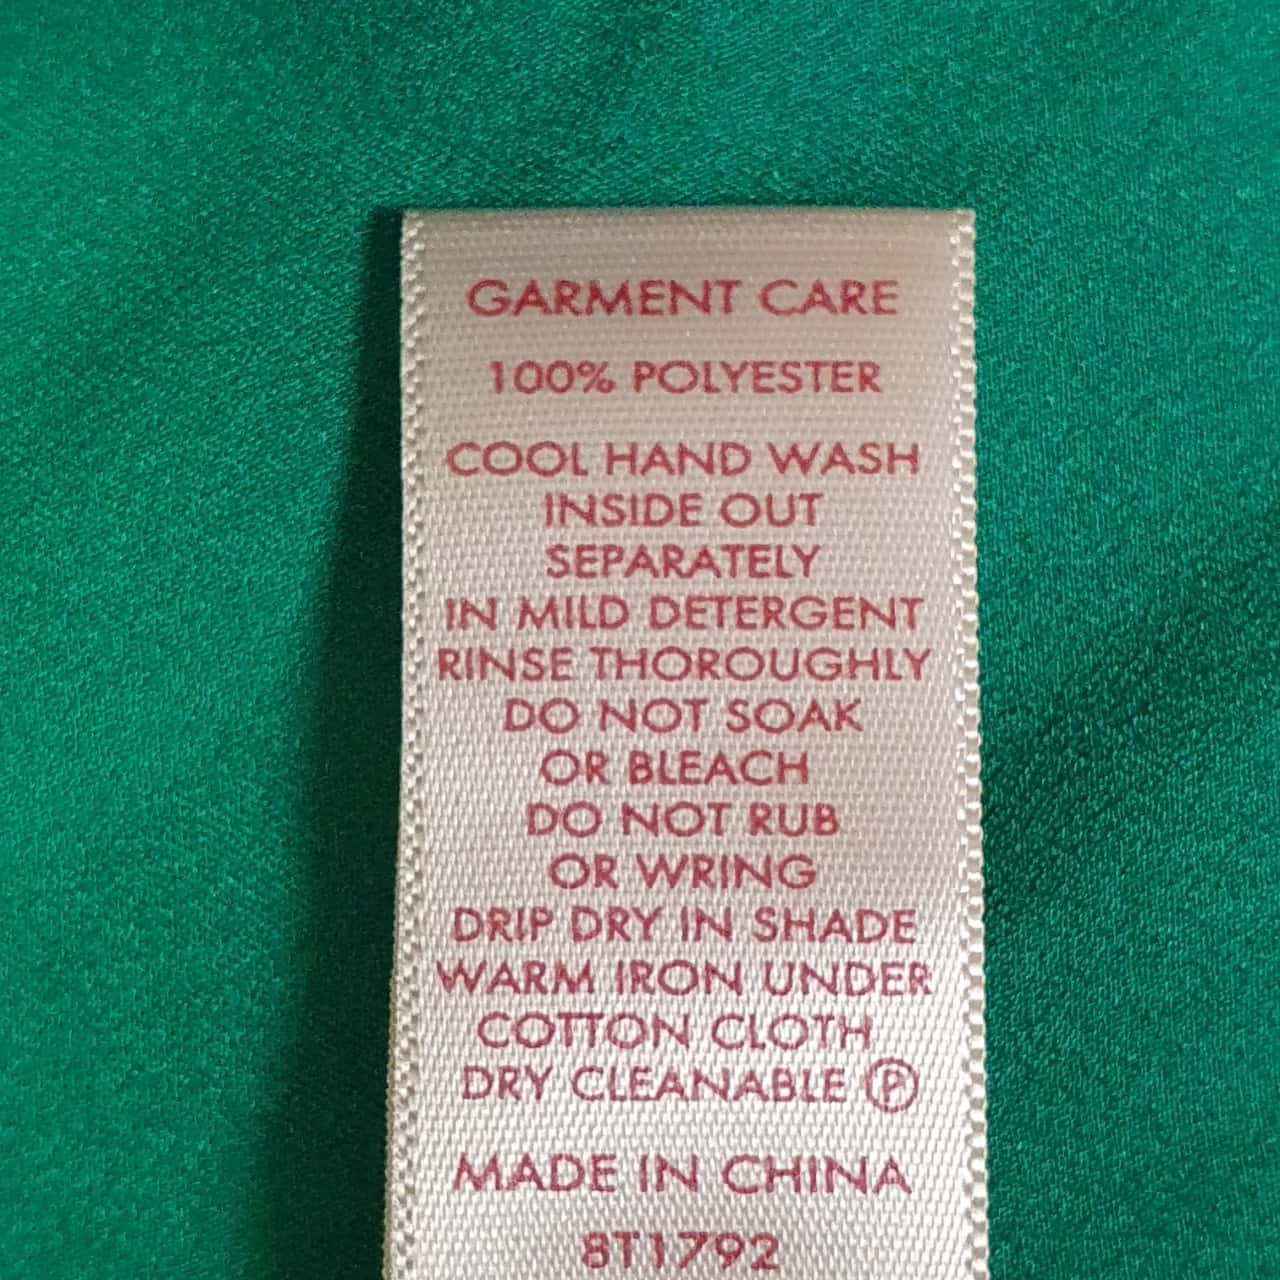 GARMENT CARE
100% POLYESTER
COOL HAND WASH
INSIDE OUT
SEPARATELY
IN MILD DETERGENT
RINSE THOROUGHLY
DO NOT SOAK
OR BLEACH
DO NOT RUB
OR WRING
DRIP DRY IN SHADE
WARM IRON UNDER
COTTON CLOTH
DRY CLEANABLE Ⓟ
MADE IN CHINA
8T1792